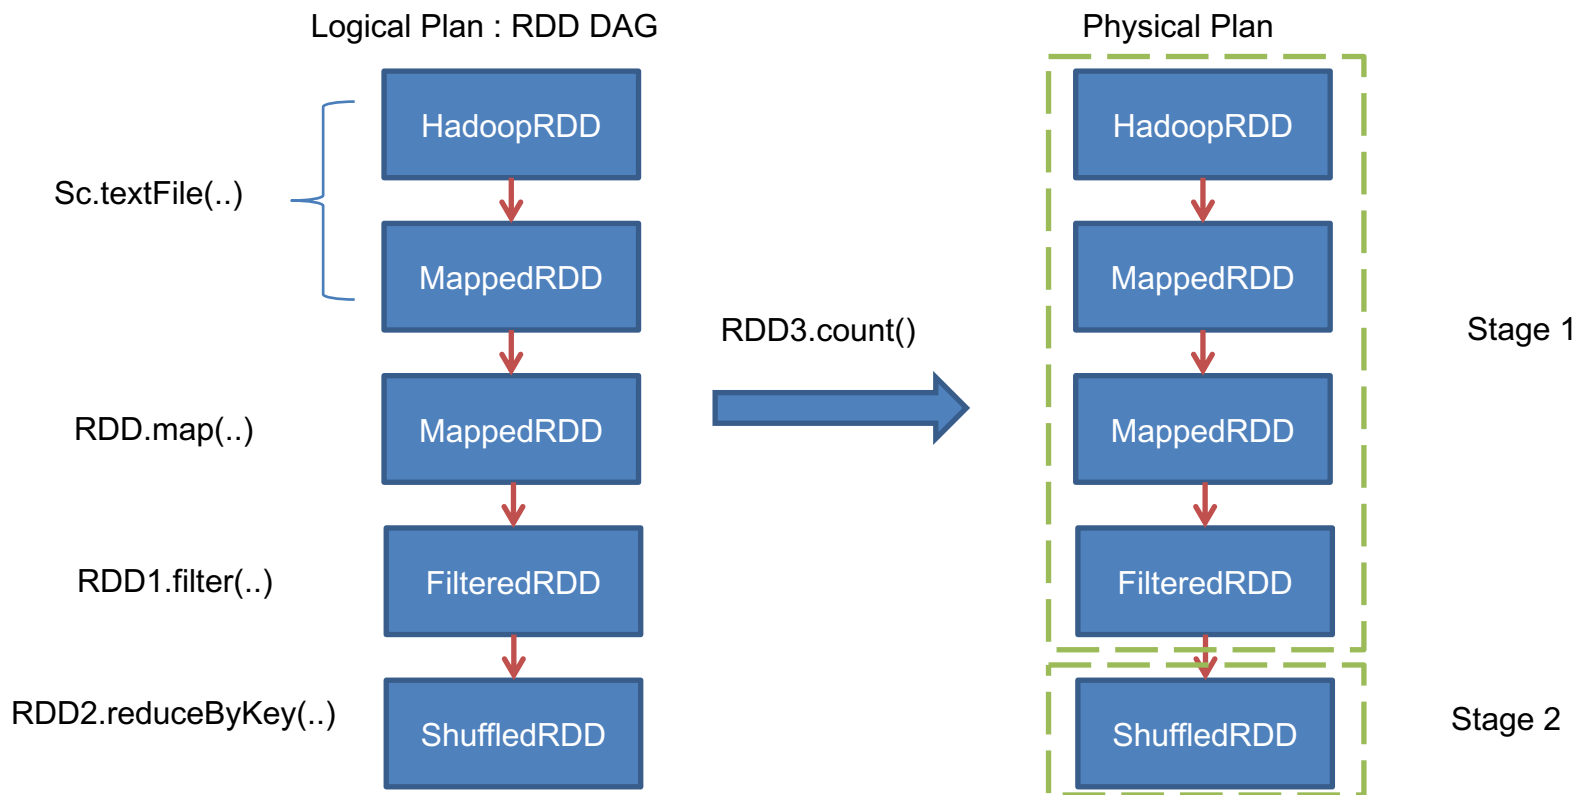 Logical Plan : RDD DAG
Physical Plan
HadoopRDD
HadoopRDD
Sc.textFile(..)
MappedRDD
MappedRDD
RDD3.count()
Stage 1
RDD.map(..)
MappedRDD
MappedRDD
RDD1.filter(..)
FilteredRDD
FilteredRDD
RDD2.reduceByKey(..)
ShuffledRDD
ShuffledRDD
Stage 2